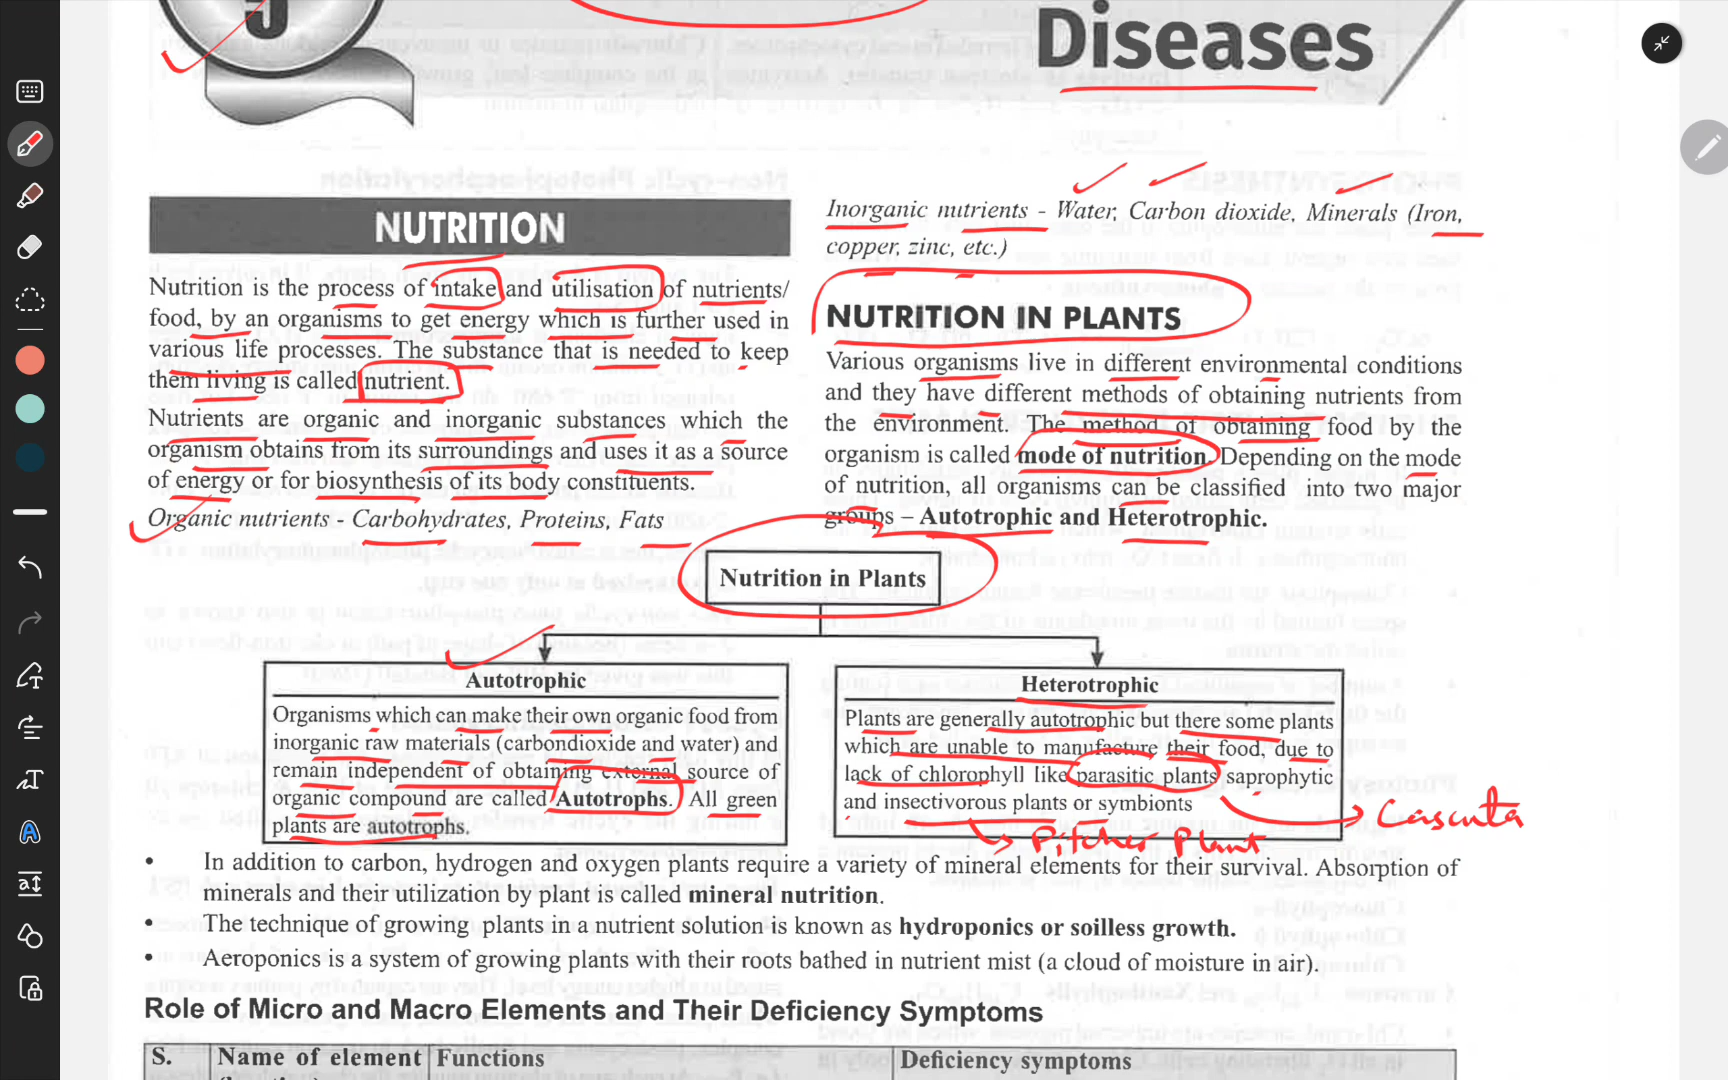 Diseases
NUTRITION
Nutrition is the process of intake and utilisation of nutrients/
food, by an organisms to get energy which is further used in
various life processes. The substance that is needed to keep
them living is called nutrient.
Nutrients are organic and inorganic substances which the
organism obtains from its surroundings and uses it as a source
of energy or for biosynthesis of its body constituents.
Organic nutrients - Carbohydrates, Proteins, Fats
Inorganic nutrients - Water, Carbon dioxide, Minerals (Iron,
copper, zinc, etc.)
NUTRITION IN PLANTS
Various organisms live in different environmental conditions
and they have different methods of obtaining nutrients from
the environment. The method of obtaining food by the
organism is called mode of nutrition. Depending on the mode
of nutrition, all organisms can be classified into two major
groups – Autotrophic and Heterotrophic.
Nutrition in Plants
Autotrophic
Organisms which can make their own organic food from
inorganic raw materials (carbondioxide and water) and
remain independent of obtaining external source of
organic compound are called Autotrophs. All green
plants are autotrophs.
Heterotrophic
Plants are generally autotrophic but there some plants
which are unable to manufacture their food, due to
lack of chlorophyll like parasitic plants saprophytic
and insectivorous plants or symbionts
Cascuta
Pitcher Plant
• In addition to carbon, hydrogen and oxygen plants require a variety of mineral elements for their survival. Absorption of
minerals and their utilization by plant is called mineral nutrition.
• The technique of growing plants in a nutrient solution is known as hydroponics or soilless growth.
• Aeroponics is a system of growing plants with their roots bathed in nutrient mist (a cloud of moisture in air).
Role of Micro and Macro Elements and Their Deficiency Symptoms
S. Name of element Functions Deficiency symptoms